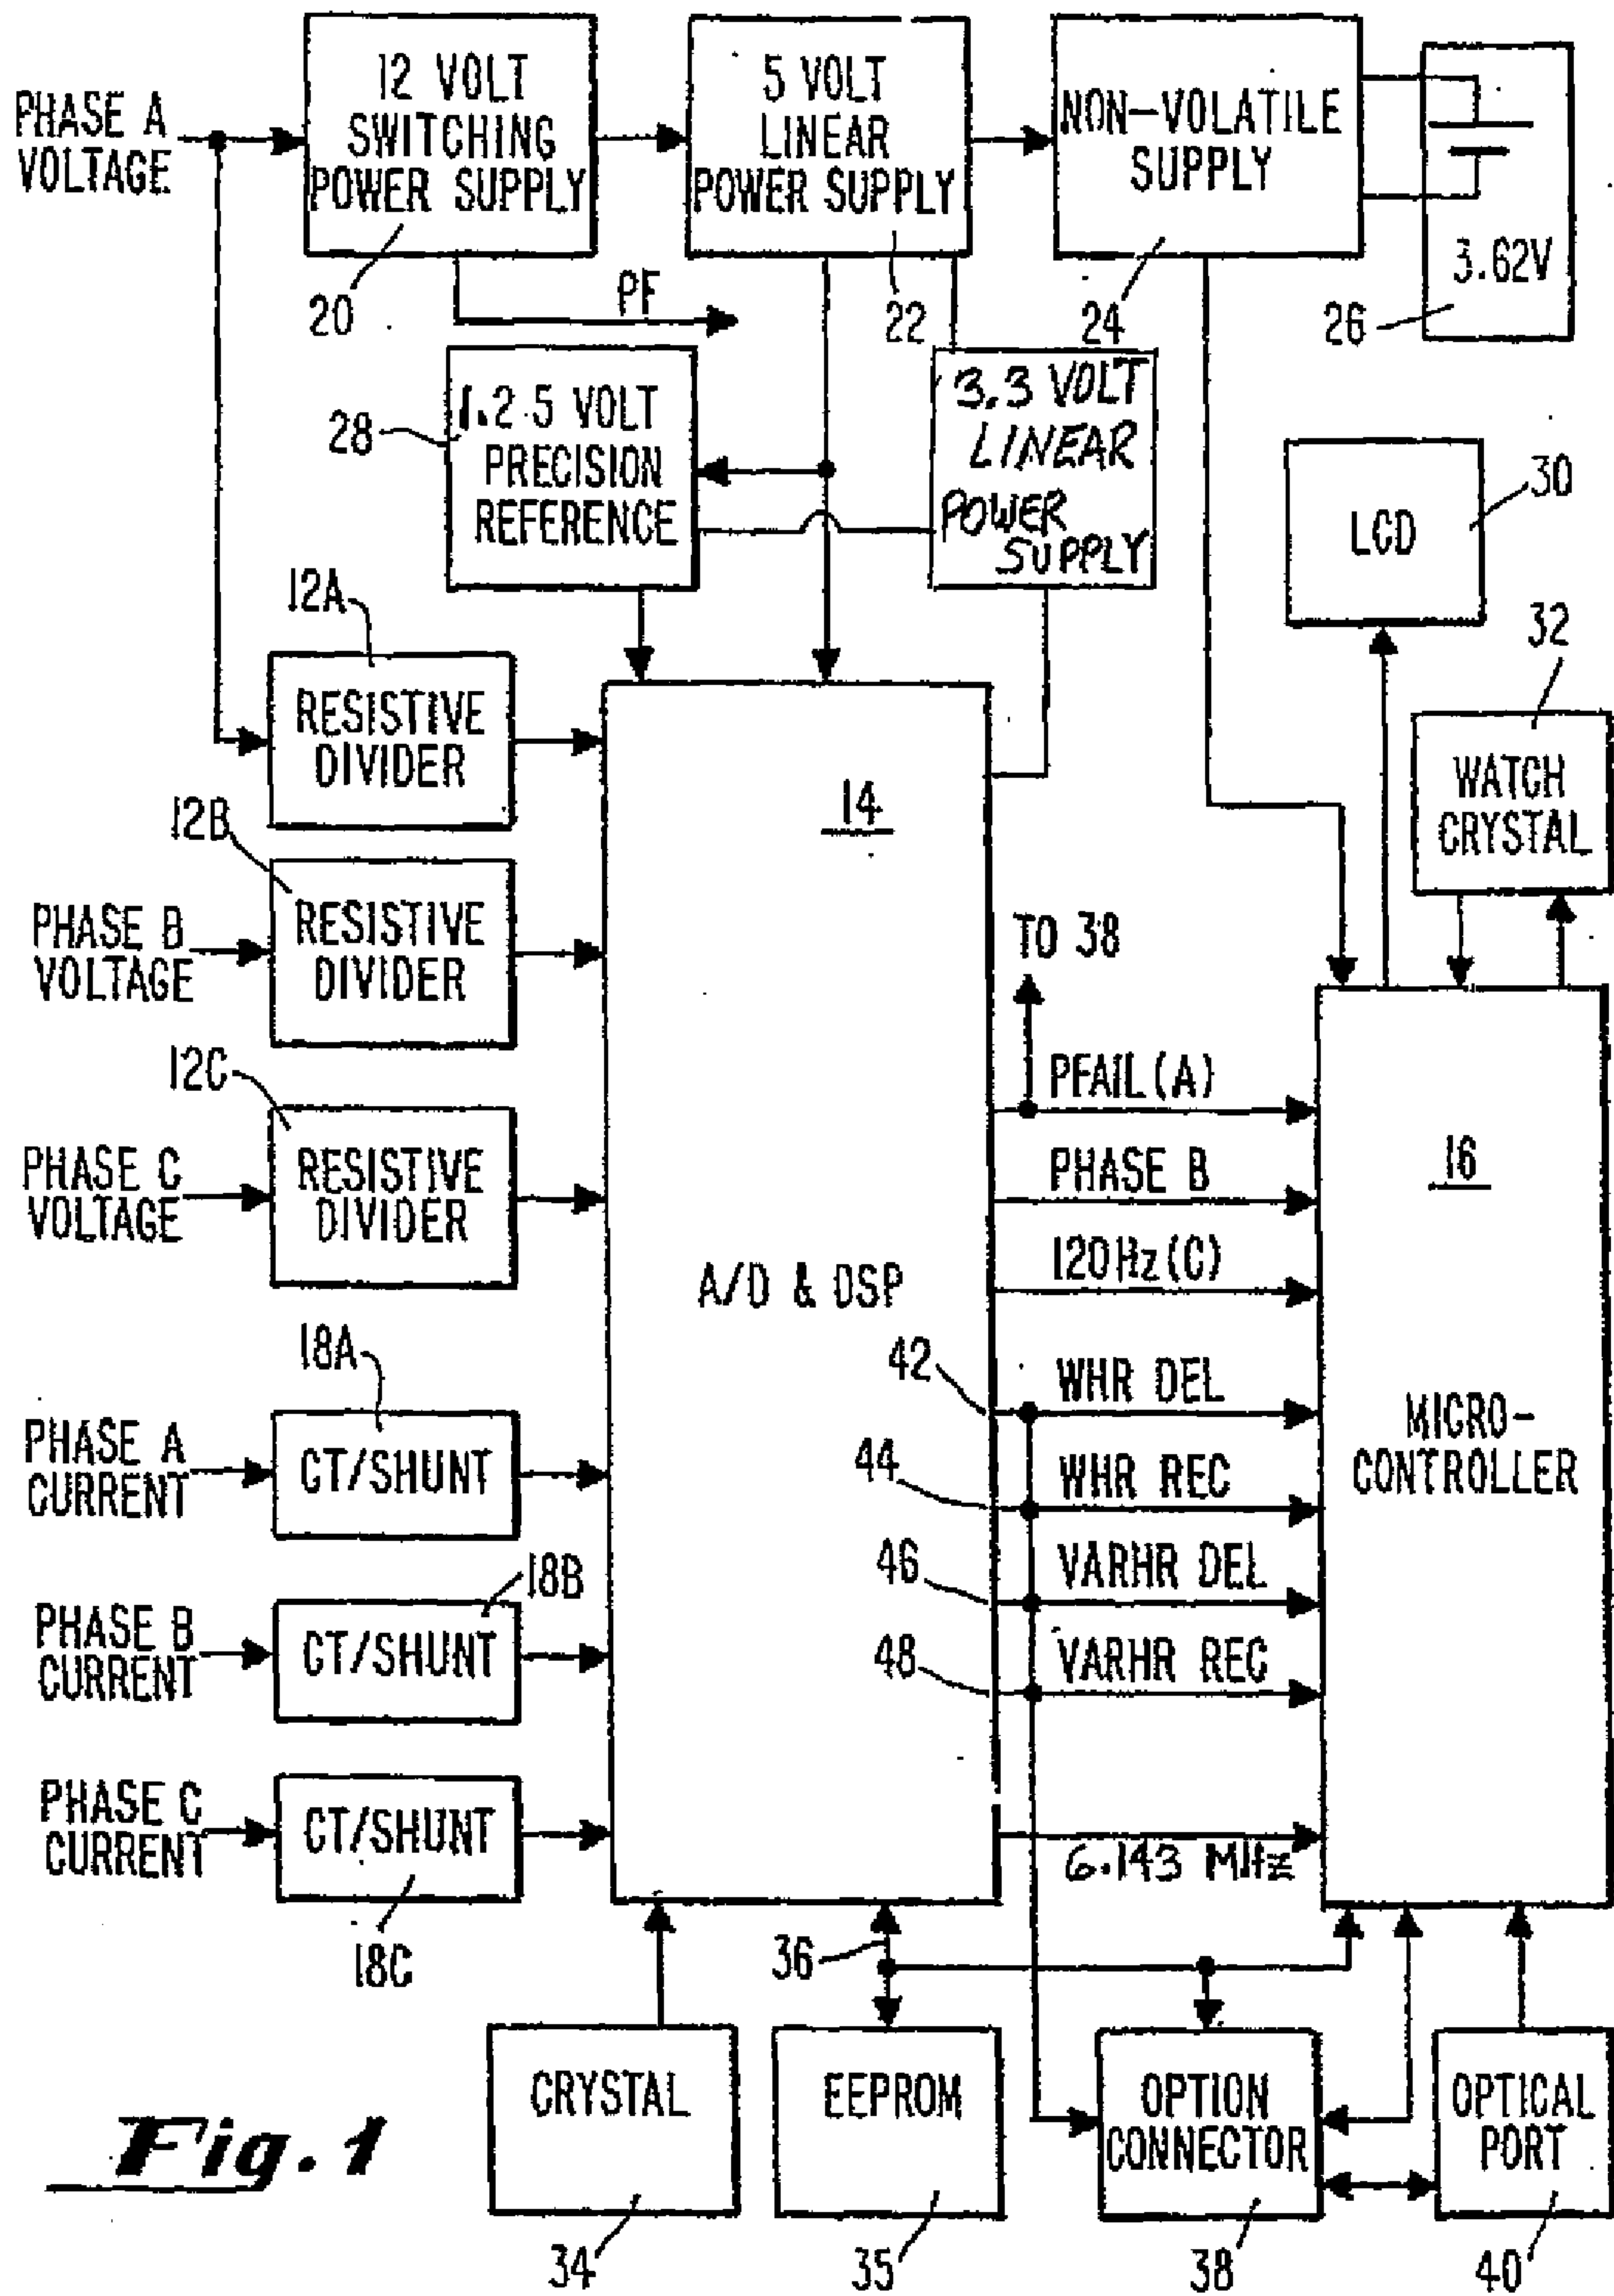 PHASE A
VOLTAGE
12 VOLT
SWITCHING
POWER SUPPLY
20
PF
5 VOLT
LINEAR
POWER SUPPLY
22
NON-VOLATILE
SUPPLY
24
3.62V
26
1.2 5 VOLT
PRECISION
REFERENCE
28
3.3 VOLT
LINEAR
POWER
SUPPLY
LCD
30
WATCH
CRYSTAL
32
12A
RESISTIVE
DIVIDER
12B
PHASE B
VOLTAGE
RESISTIVE
DIVIDER
12C
PHASE C
VOLTAGE
RESISTIVE
DIVIDER
18A
PHASE A
CURRENT
CT/SHUNT
18B
PHASE B
CURRENT
CT/SHUNT
PHASE C
CURRENT
CT/SHUNT
18C
14
A/D & DSP
TO 38
PFAIL(A)
PHASE B
120Hz(C)
42
WHR DEL
44
WHR REC
46
VARHR DEL
48
VARHR REC
6.143 MHz
16
MICRO-
CONTROLLER
36
CRYSTAL
34
EEPROM
35
OPTION
CONNECTOR
38
OPTICAL
PORT
40
Fig. 1